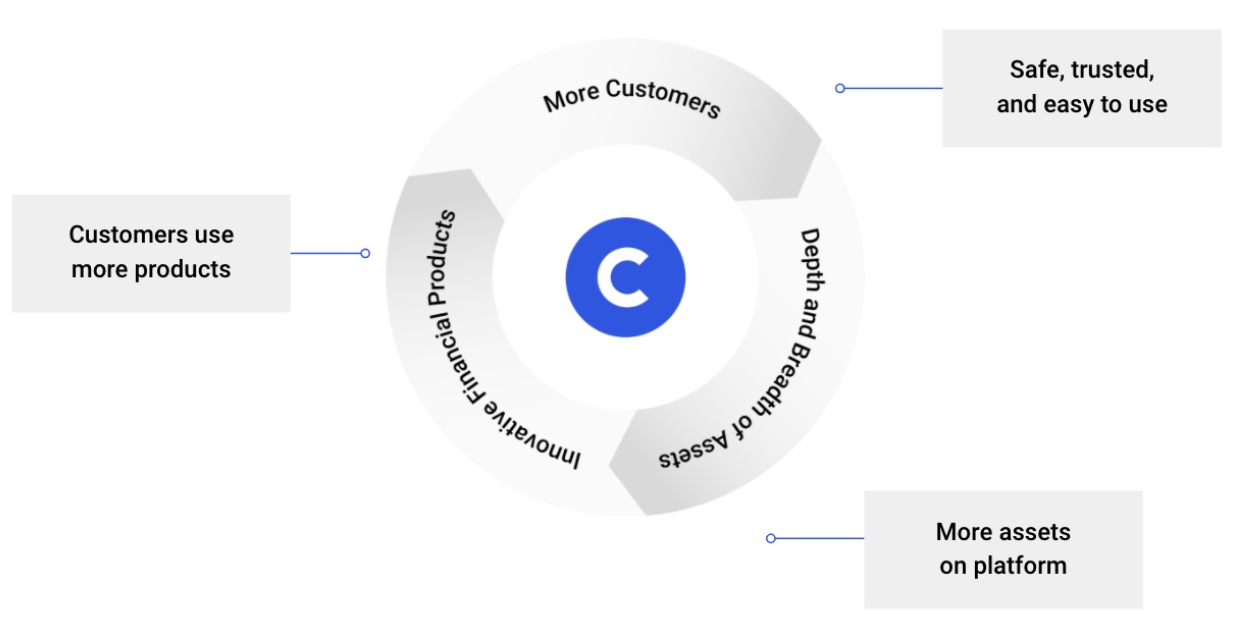 More Customers
Safe, trusted,
and easy to use
Depth and Breadth of Assets
More assets
on platform
Innovative Financial Products
Customers use
more products